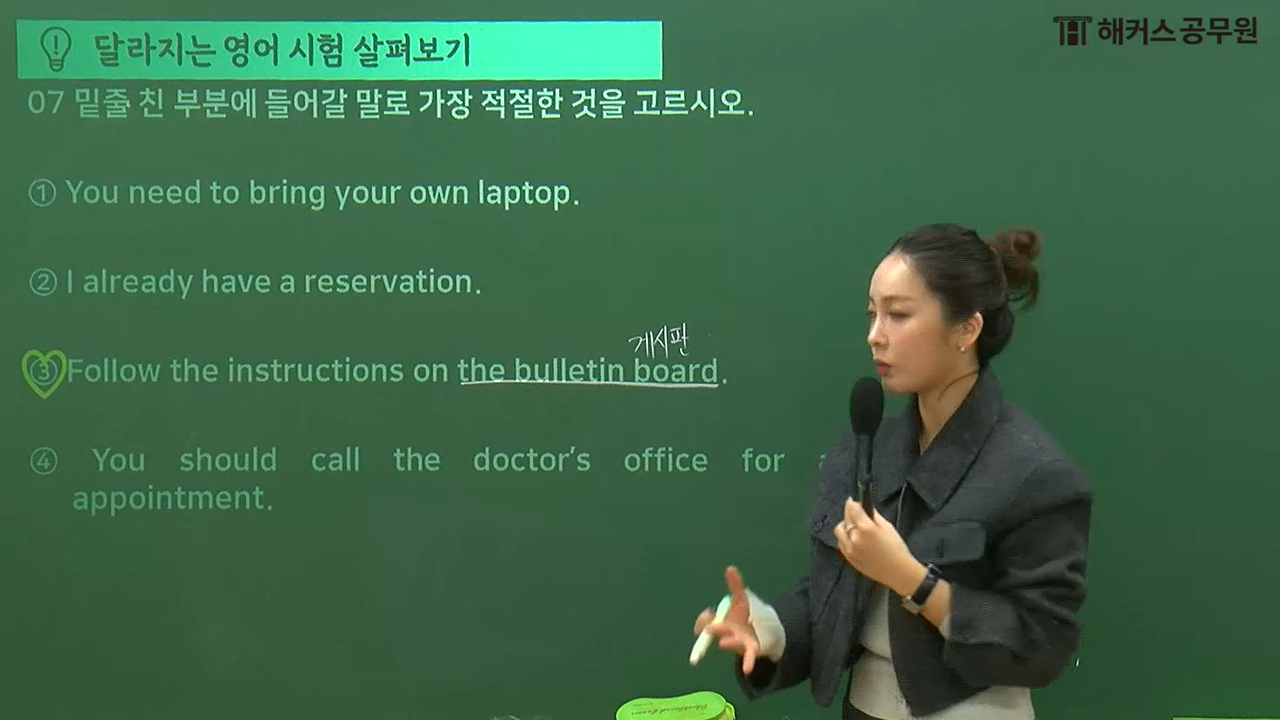 해커스공무원
달라지는 영어 시험 살펴보기
07 밑줄 친 부분에 들어갈 말로 가장 적절한 것을 고르시오.
① You need to bring your own laptop.
② I already have a reservation.
게시판
③ Follow the instructions on the bulletin board.
④ You should call the doctor's office for
appointment.